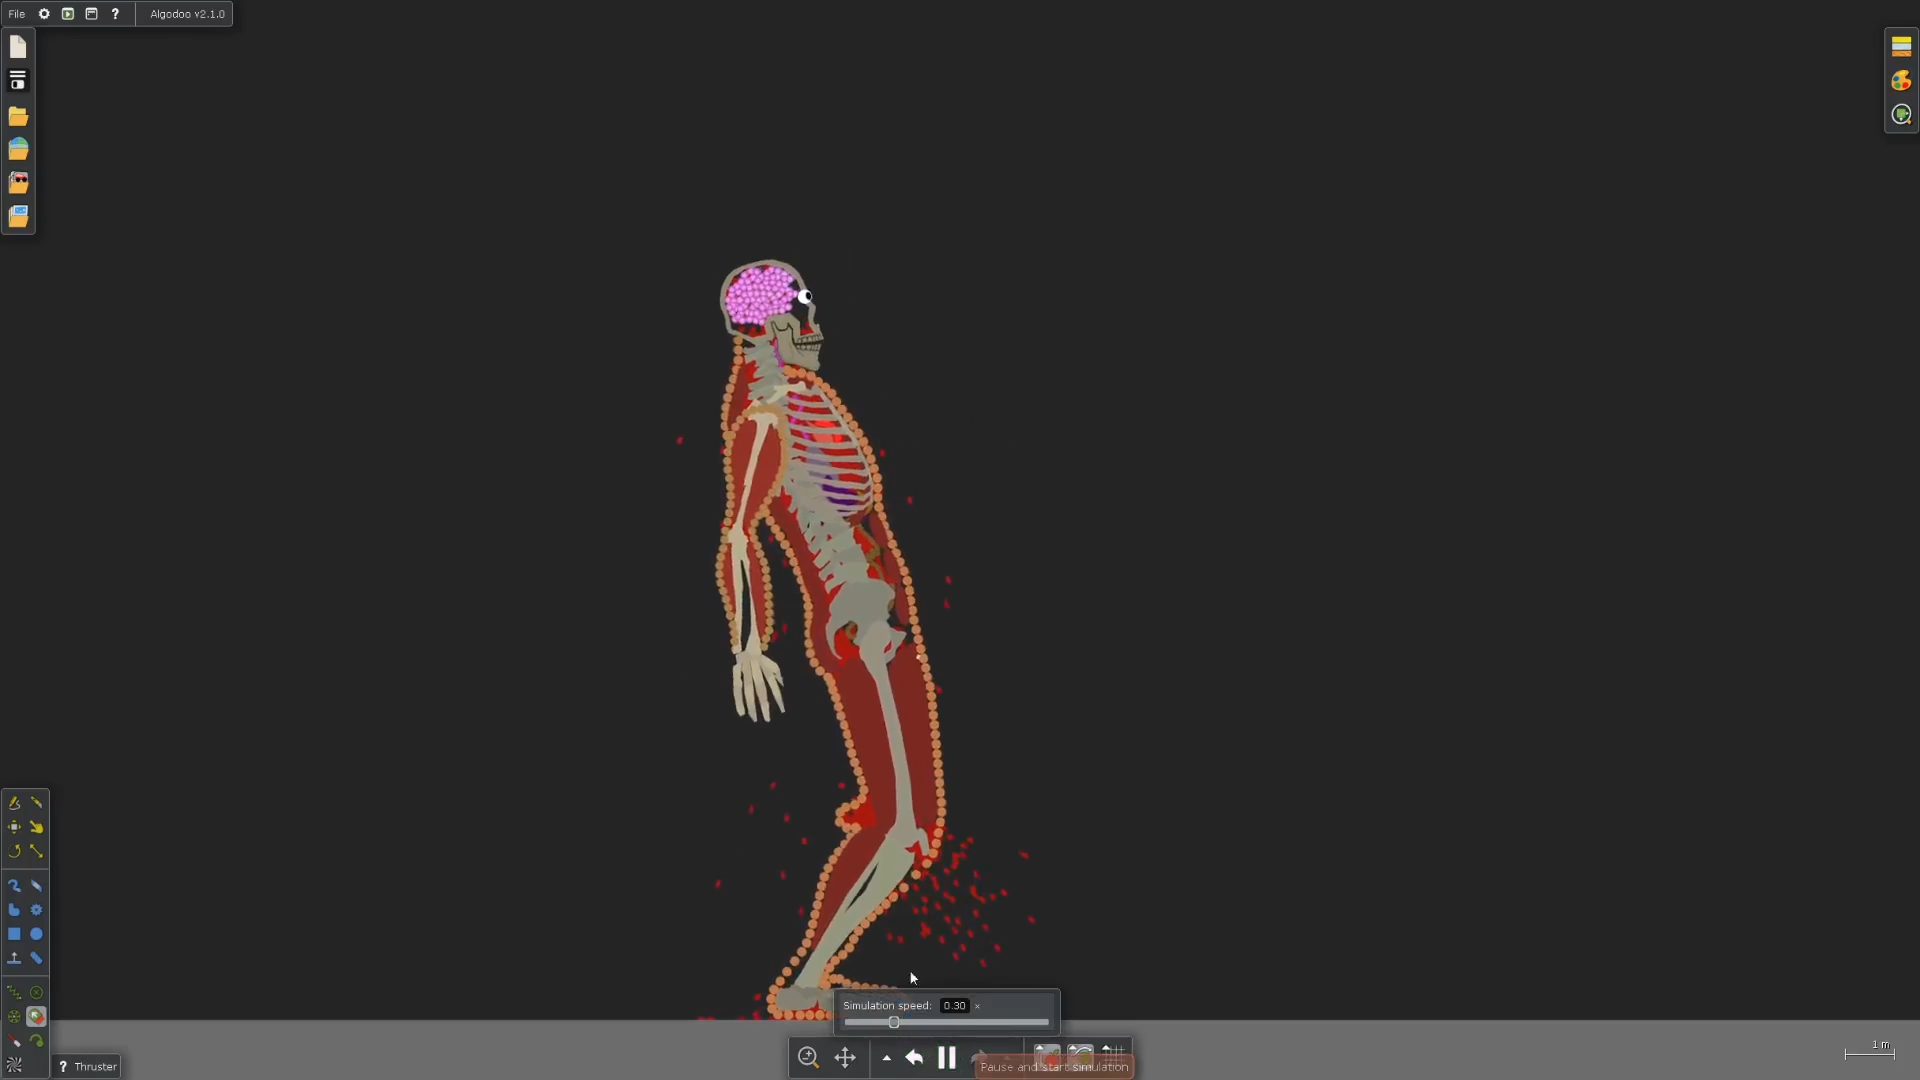 File ? Algodoo v2.1.0
Simulation speed: 0.30 ×
1 m
? Thruster
Pause and start simulation